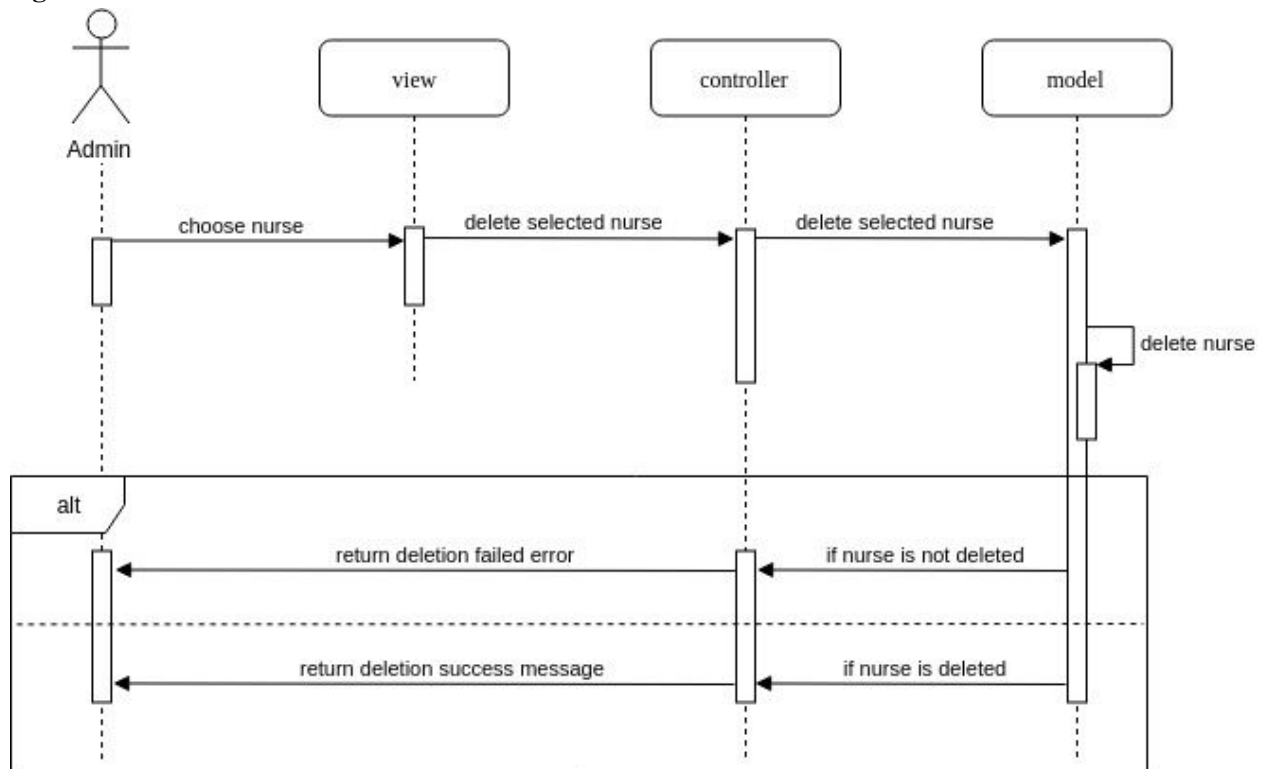 Admin
view
controller
model
choose nurse
delete selected nurse
delete selected nurse
delete nurse
alt
return deletion failed error
if nurse is not deleted
return deletion success message
if nurse is deleted